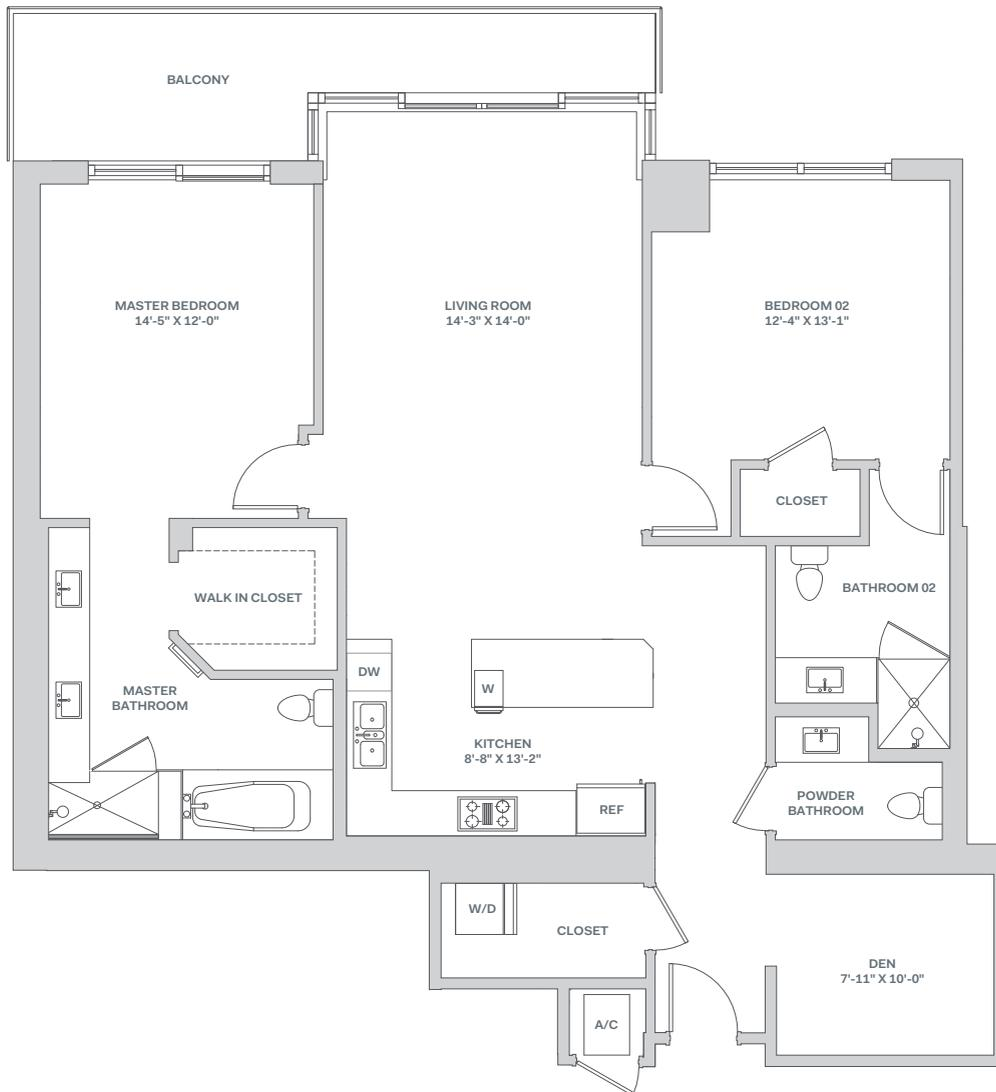 BALCONY
MASTER BEDROOM
14'-5" X 12'-0"
LIVING ROOM
14'-3" X 14'-0"
BEDROOM 02
12'-4" X 13'-1"
CLOSET
WALK IN CLOSET
BATHROOM 02
DW
W
MASTER
BATHROOM
KITCHEN
8'-8" X 13'-2"
REF
POWDER
BATHROOM
W/D
CLOSET
DEN
7'-11" X 10'-0"
A/C